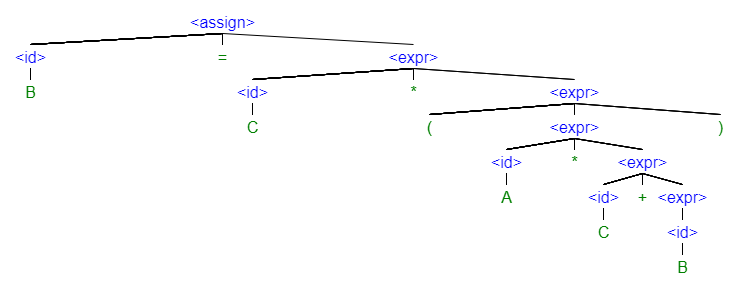 <assign>
<id> = <expr>
B <id> * <expr>
C ( <expr> )
<id> * <expr>
A <id> + <expr>
C <id>
B